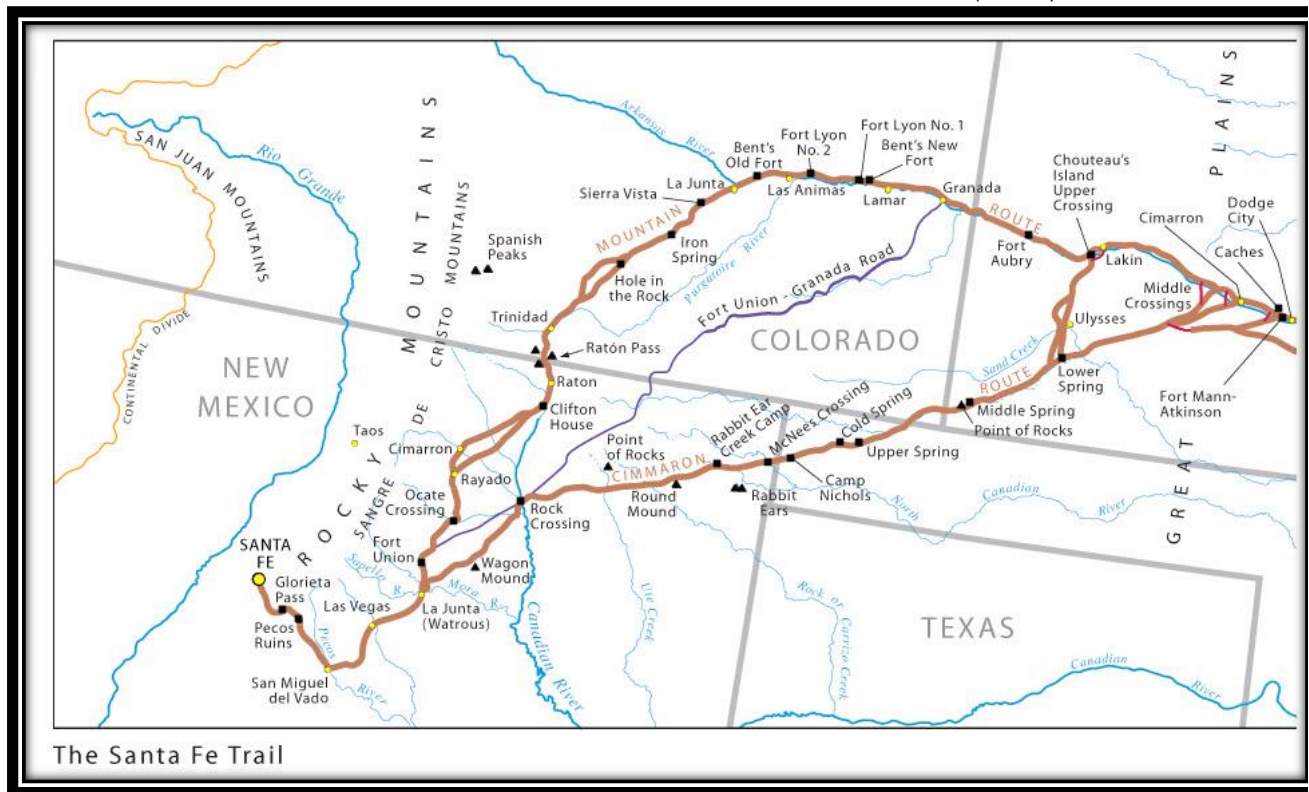 SAN JUAN MOUNTAINS
Rio Grande
CONTINENTAL DIVIDE
NEW
MEXICO
ROCKY MOUNTAINS
SANGRE DE CRISTO MOUNTAINS
Spanish
Peaks
Arkansas River
Sierra Vista
La Junta
Bent's
Old Fort
Las Animas
Fort Lyon
No. 2
Fort Lyon No. 1
Bent's New
Fort
Lamar
Granada
MOUNTAIN ROUTE
Iron
Spring
Hole in
the Rock
Purgatoire River
Fort Union - Granada Road
Trinidad
Ratón Pass
Raton
Clifton
House
COLORADO
Fort
Aubry
Chouteau's
Island
Upper
Crossing
Lakin
PLAINS
Cimarron
Dodge
City
Caches
Middle
Crossings
Ulysses
Sand Creek
Lower
Spring
Fort Mann-
Atkinson
GREAT
CIMMARON ROUTE
Middle Spring
Point of Rocks
Cold Spring
Upper Spring
McNees Crossing
Rabbit Ear
Creek Camp
Camp
Nichols
Rabbit
Ears
Round
Mound
Point
of Rocks
North Canadian River
Taos
Cimarron
Rayado
Ocate
Crossing
Rock
Crossing
Fort
Union
Wagon
Mound
Sapello R.
Mora R.
La Junta
(Watrous)
Las Vegas
SANTA
FE
Glorieta
Pass
Pecos
Ruins
San Miguel
del Vado
Pecos River
Canadian River
Ute Creek
Rock or
Carrizo Creek
TEXAS
Canadian River
The Santa Fe Trail